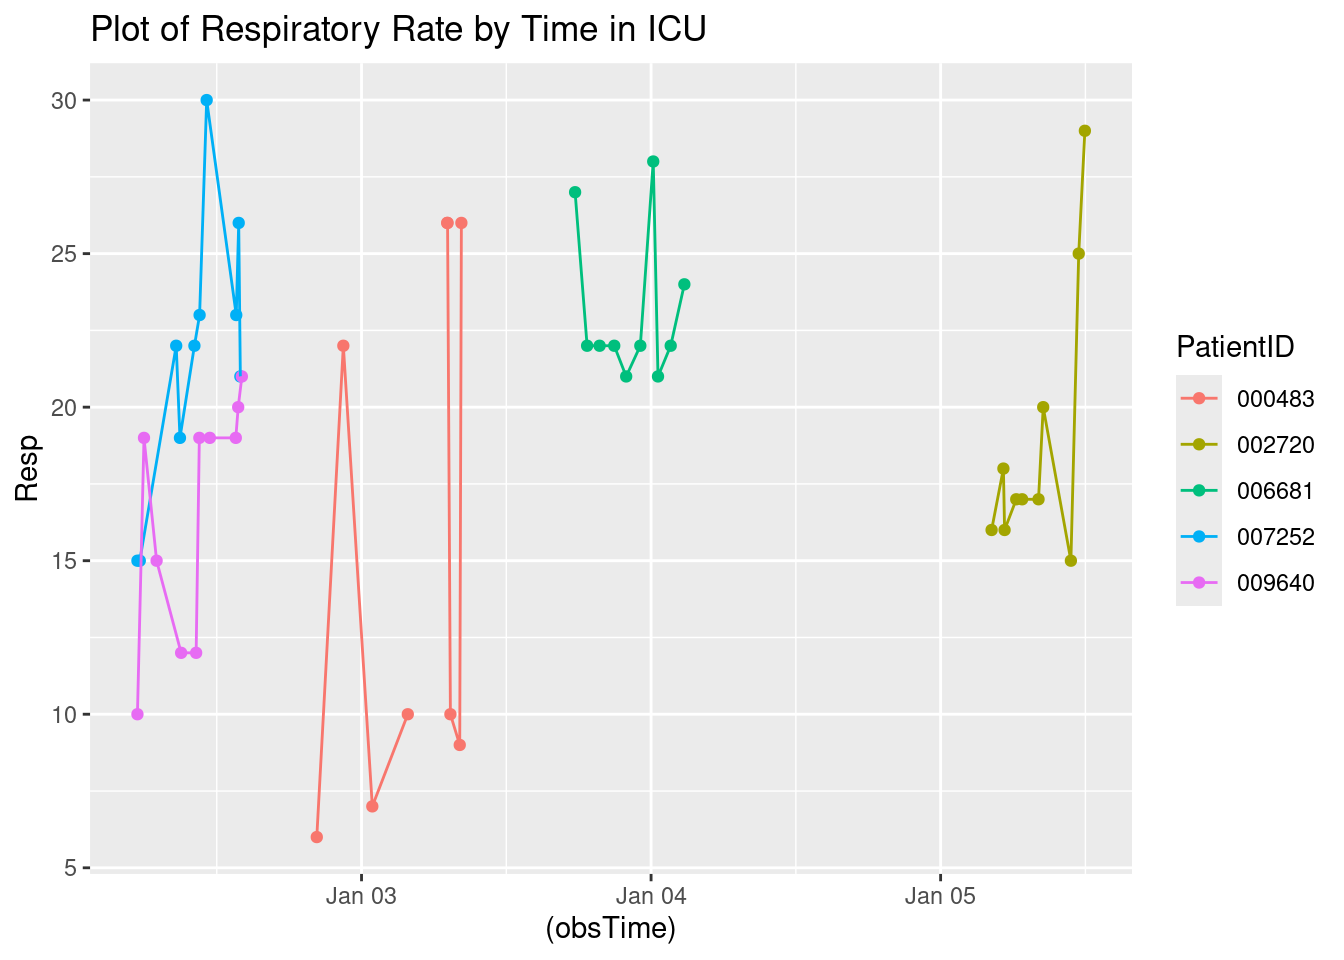 Plot of Respiratory Rate by Time in ICU
30
25
20
15
10
5
Resp
Jan 03
Jan 04
Jan 05
(obsTime)
PatientID
000483
002720
006681
007252
009640